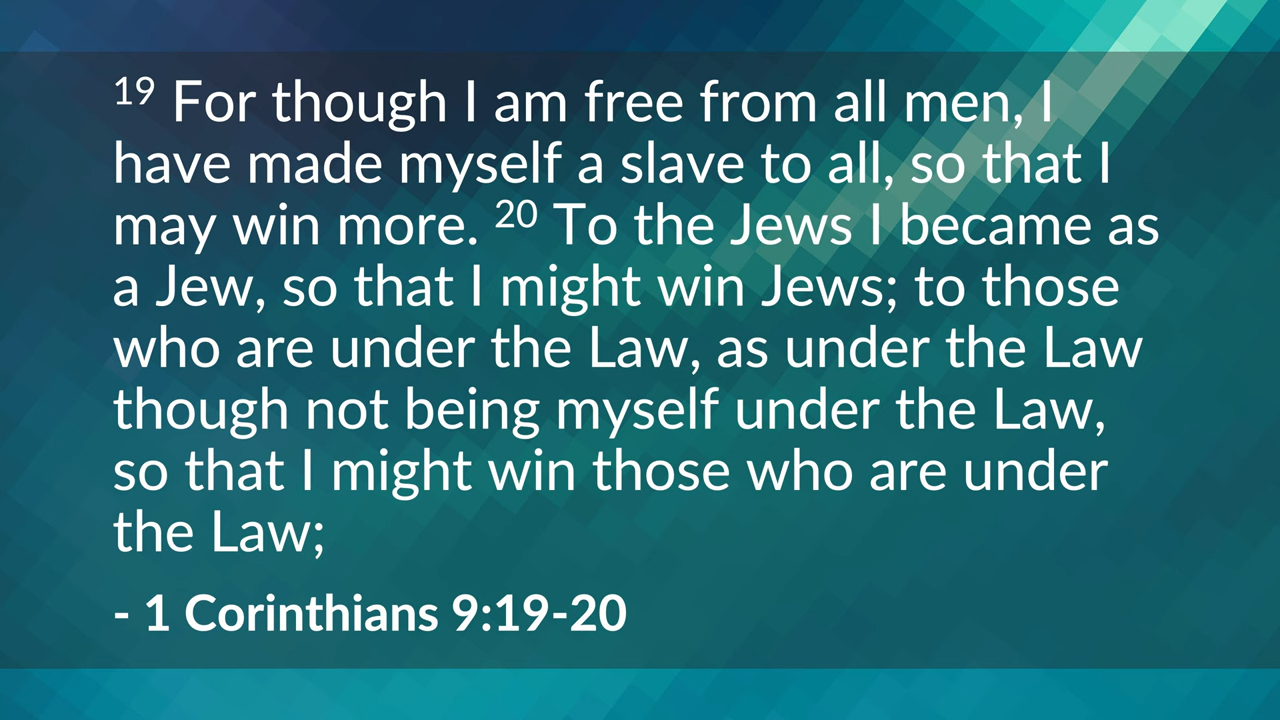 19 For though I am free from all men, I
have made myself a slave to all, so that I
may win more. 20 To the Jews I became as
a Jew, so that I might win Jews; to those
who are under the Law, as under the Law
though not being myself under the Law,
so that I might win those who are under
the Law;
- 1 Corinthians 9:19-20